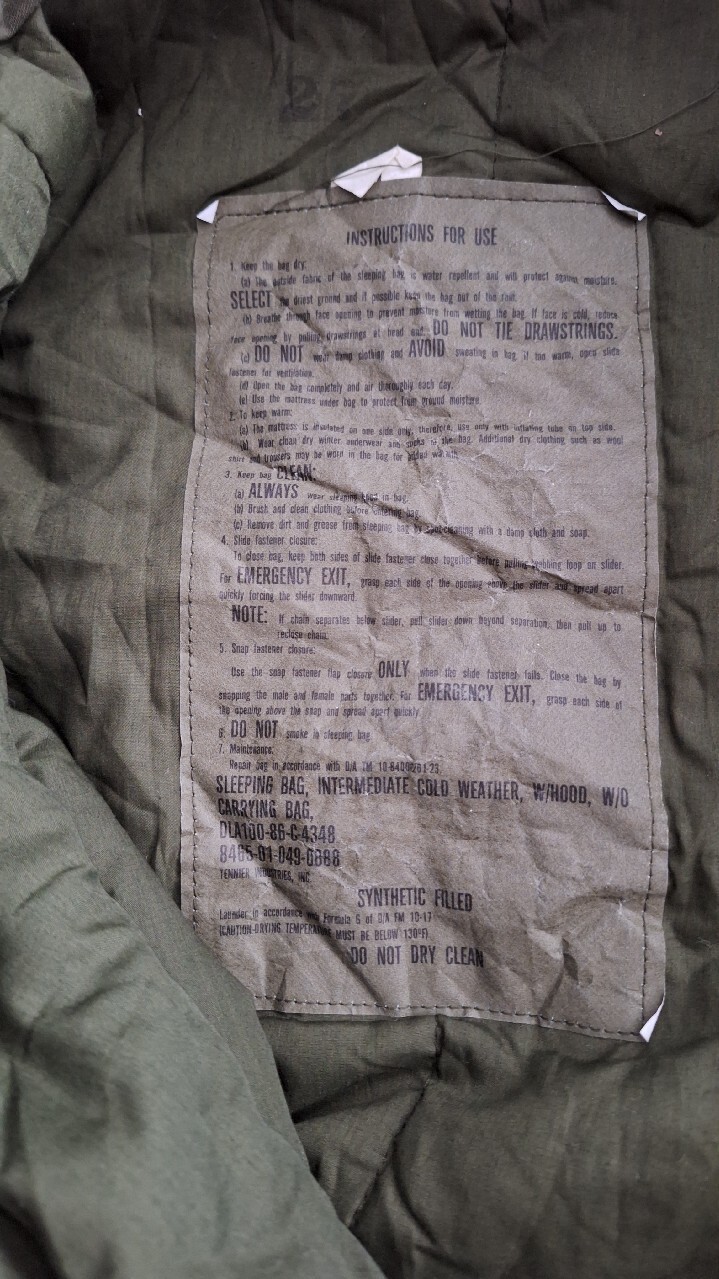 INSTRUCTIONS FOR USE
1. Keep the bag dry:
(a) The outside fabric of the sleeping bag is water repellent and will protect against moisture.
SELECT the driest ground and if possible keep the bag out of the rain.
(b) Breathe through face opening to prevent moisture from wetting the bag. If face is cold, reduce
face opening by pulling drawstrings at head end. DO NOT TIE DRAWSTRINGS.
(c) DO NOT wear damp clothing and AVOID sweating in bag, if too warm, open slide
fastener for ventilation.
(d) Open the bag completely and air thoroughly each day.
(e) Use the mattress under bag to protect from ground moisture.
2. To keep warm:
(a) The mattress is insulated on one side only, therefore, use only with inflating tube on top side.
(b) Wear clean dry winter underwear and socks in the bag. Additional dry clothing such as wool
shirt and trousers may be worn in the bag for added warmth.
3. Keep bag CLEAN:
(a) ALWAYS wear sleeping hood in bag.
(b) Brush and clean clothing before entering bag.
(c) Remove dirt and grease from sleeping bag by spot cleaning with a damp cloth and soap.
4. Slide fastener closure:
To close bag, keep both sides of slide fastener close together before pulling webbing loop on slider.
For EMERGENCY EXIT, grasp each side of the opening above the slider and spread apart
quickly forcing the slider downward.
NOTE: If chain separates below slider, pull slider down beyond separation, then pull up to
reclose chain.
5. Snap fastener closure:
Use the snap fastener flap closure ONLY when the slide fastener fails. Close the bag by
snapping the male and female parts together. For EMERGENCY EXIT, grasp each side of
the opening above the snap and spread apart quickly.
6. DO NOT smoke in sleeping bag.
7. Maintenance:
Repair bag in accordance with D/A TM
SLEEPING BAG, INTERMEDIATE COLD WEATHER, W/HOOD, W/O
CARRYING BAG,
DLA100-86-C-4348
8465-01-049-0888
TENNIER INDUSTRIES, INC.
SYNTHETIC FILLED
Launder in accordance with Formula G of D/A FM 10-17
(CAUTION-DRYING TEMPERATURE MUST BE BELOW 130°F)
DO NOT DRY CLEAN